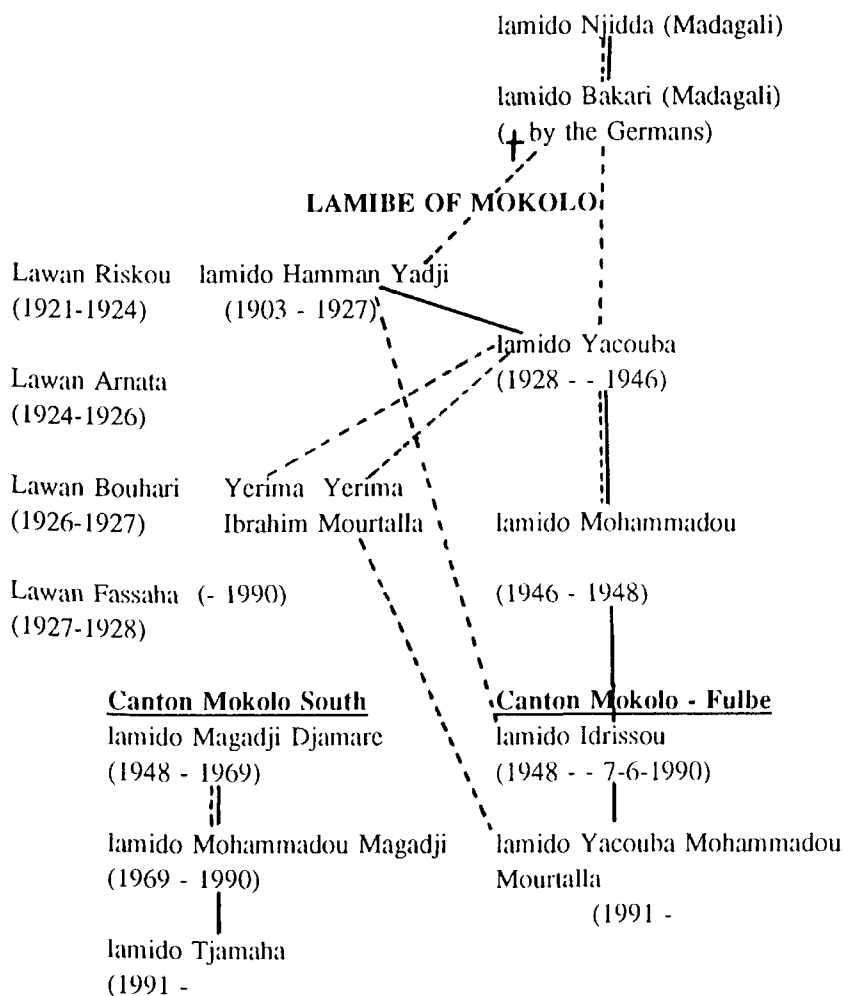 lamido Njidda (Madagali)
lamido Bakari (Madagali)
(✝ by the Germans)
LAMIBE OF MOKOLO
Lawan Riskou lamido Hamman Yadji
(1921-1924) (1903 - 1927)
lamido Yacouba
(1928 - - 1946)
Lawan Arnata
(1924-1926)
Lawan Bouhari Yerima Yerima
(1926-1927) Ibrahim Mourtalla lamido Mohammadou
Lawan Fassaha (- 1990) (1946 - 1948)
(1927-1928)
Canton Mokolo South Canton Mokolo - Fulbe
lamido Magadji Djamare lamido Idrissou
(1948 - 1969) (1948 - - 7-6-1990)
lamido Mohammadou Magadji lamido Yacouba Mohammadou
(1969 - 1990) Mourtalla
(1991 -
lamido Tjamaha
(1991 -